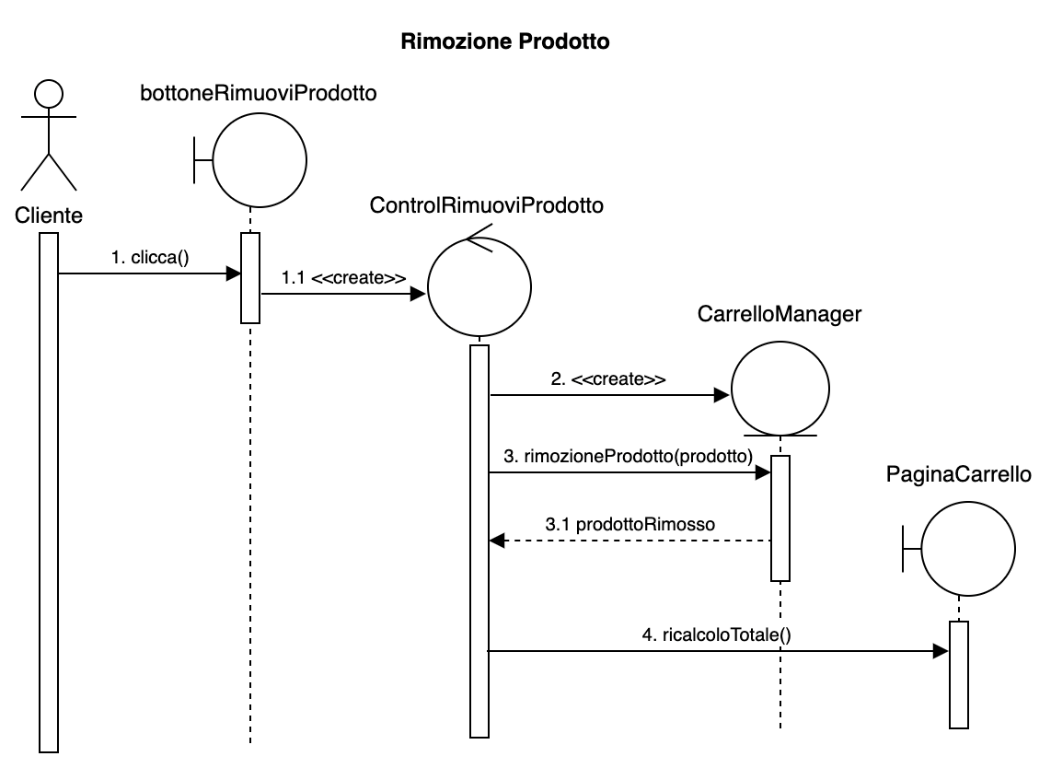 Rimozione Prodotto
bottoneRimuoviProdotto
ControlRimuoviProdotto
Cliente
1. clicca()
1.1 <<create>>
CarrelloManager
2. <<create>>
3. rimozioneProdotto(prodotto)
PaginaCarrello
3.1 prodottoRimosso
4. ricalcoloTotale()